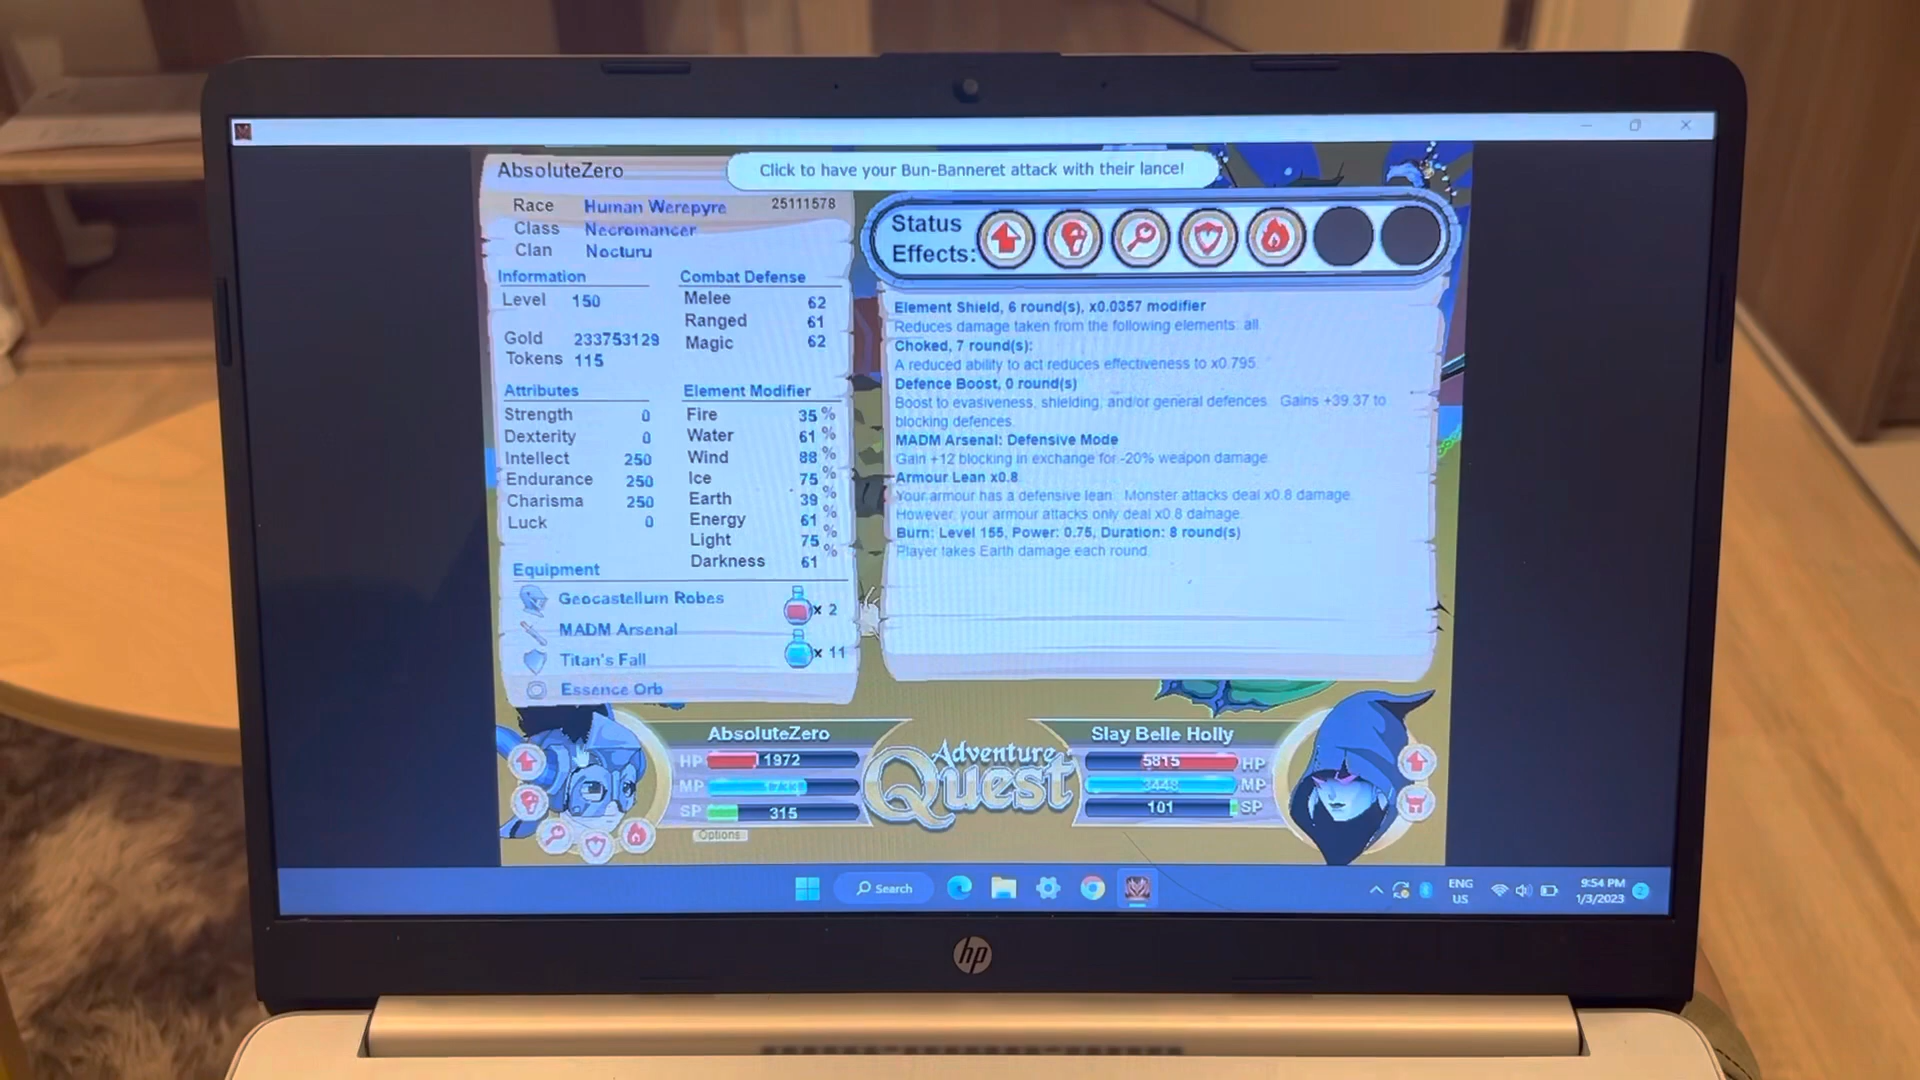 AbsoluteZero
Click to have your Bun-Banneret attack with their lance!
Race Human Werepyre 25111578
Class Necromancer
Clan Nocturu
Information
Level 150
Gold 233753129
Tokens 115
Combat Defense
Melee 62
Ranged 61
Magic 62
Attributes
Strength 0
Dexterity 0
Intellect 250
Endurance 250
Charisma 250
Luck 0
Element Modifier
Fire 35 %
Water 61 %
Wind 88 %
Ice 75 %
Earth 39 %
Energy 61 %
Light 75 %
Darkness 61
Equipment
Geocastellum Robes
MADM Arsenal
Titan's Fall
Essence Orb
x 2
x 11
Status
Effects:
Element Shield, 6 round(s), x0.0357 modifier
Reduces damage taken from the following elements: all
Choked, 7 round(s):
A reduced ability to act reduces effectiveness to x0.795.
Defence Boost, 0 round(s)
Boost to evasiveness, shielding, and/or general defences. Gains +39.37 to
blocking defences.
MADM Arsenal: Defensive Mode
Gain +12 blocking in exchange for -20% weapon damage.
Armour Lean x0.8
Your armour has a defensive lean. Monster attacks deal x0.8 damage.
However, your armour attacks only deal x0.8 damage.
Burn: Level 155, Power: 0.75, Duration: 8 round(s)
Player takes Earth damage each round.
AbsoluteZero
HP 1972
MP 1733
SP 315
Options
Adventure
Quest
Slay Belle Holly
5815 HP
3448 MP
101 SP
Search
ENG
US
9:54 PM
1/3/2023
2
hp